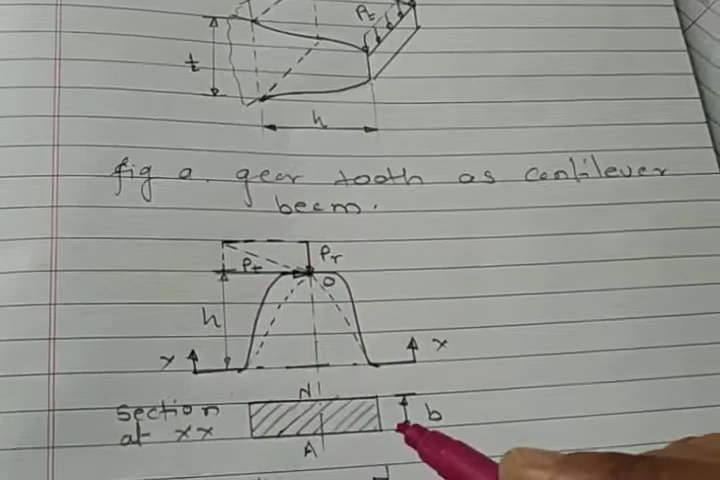 Pt
t
h
fig a. gear tooth as cantilever
beam.
Pr
Pt
O
h
x x
N
section
at xx
b
A